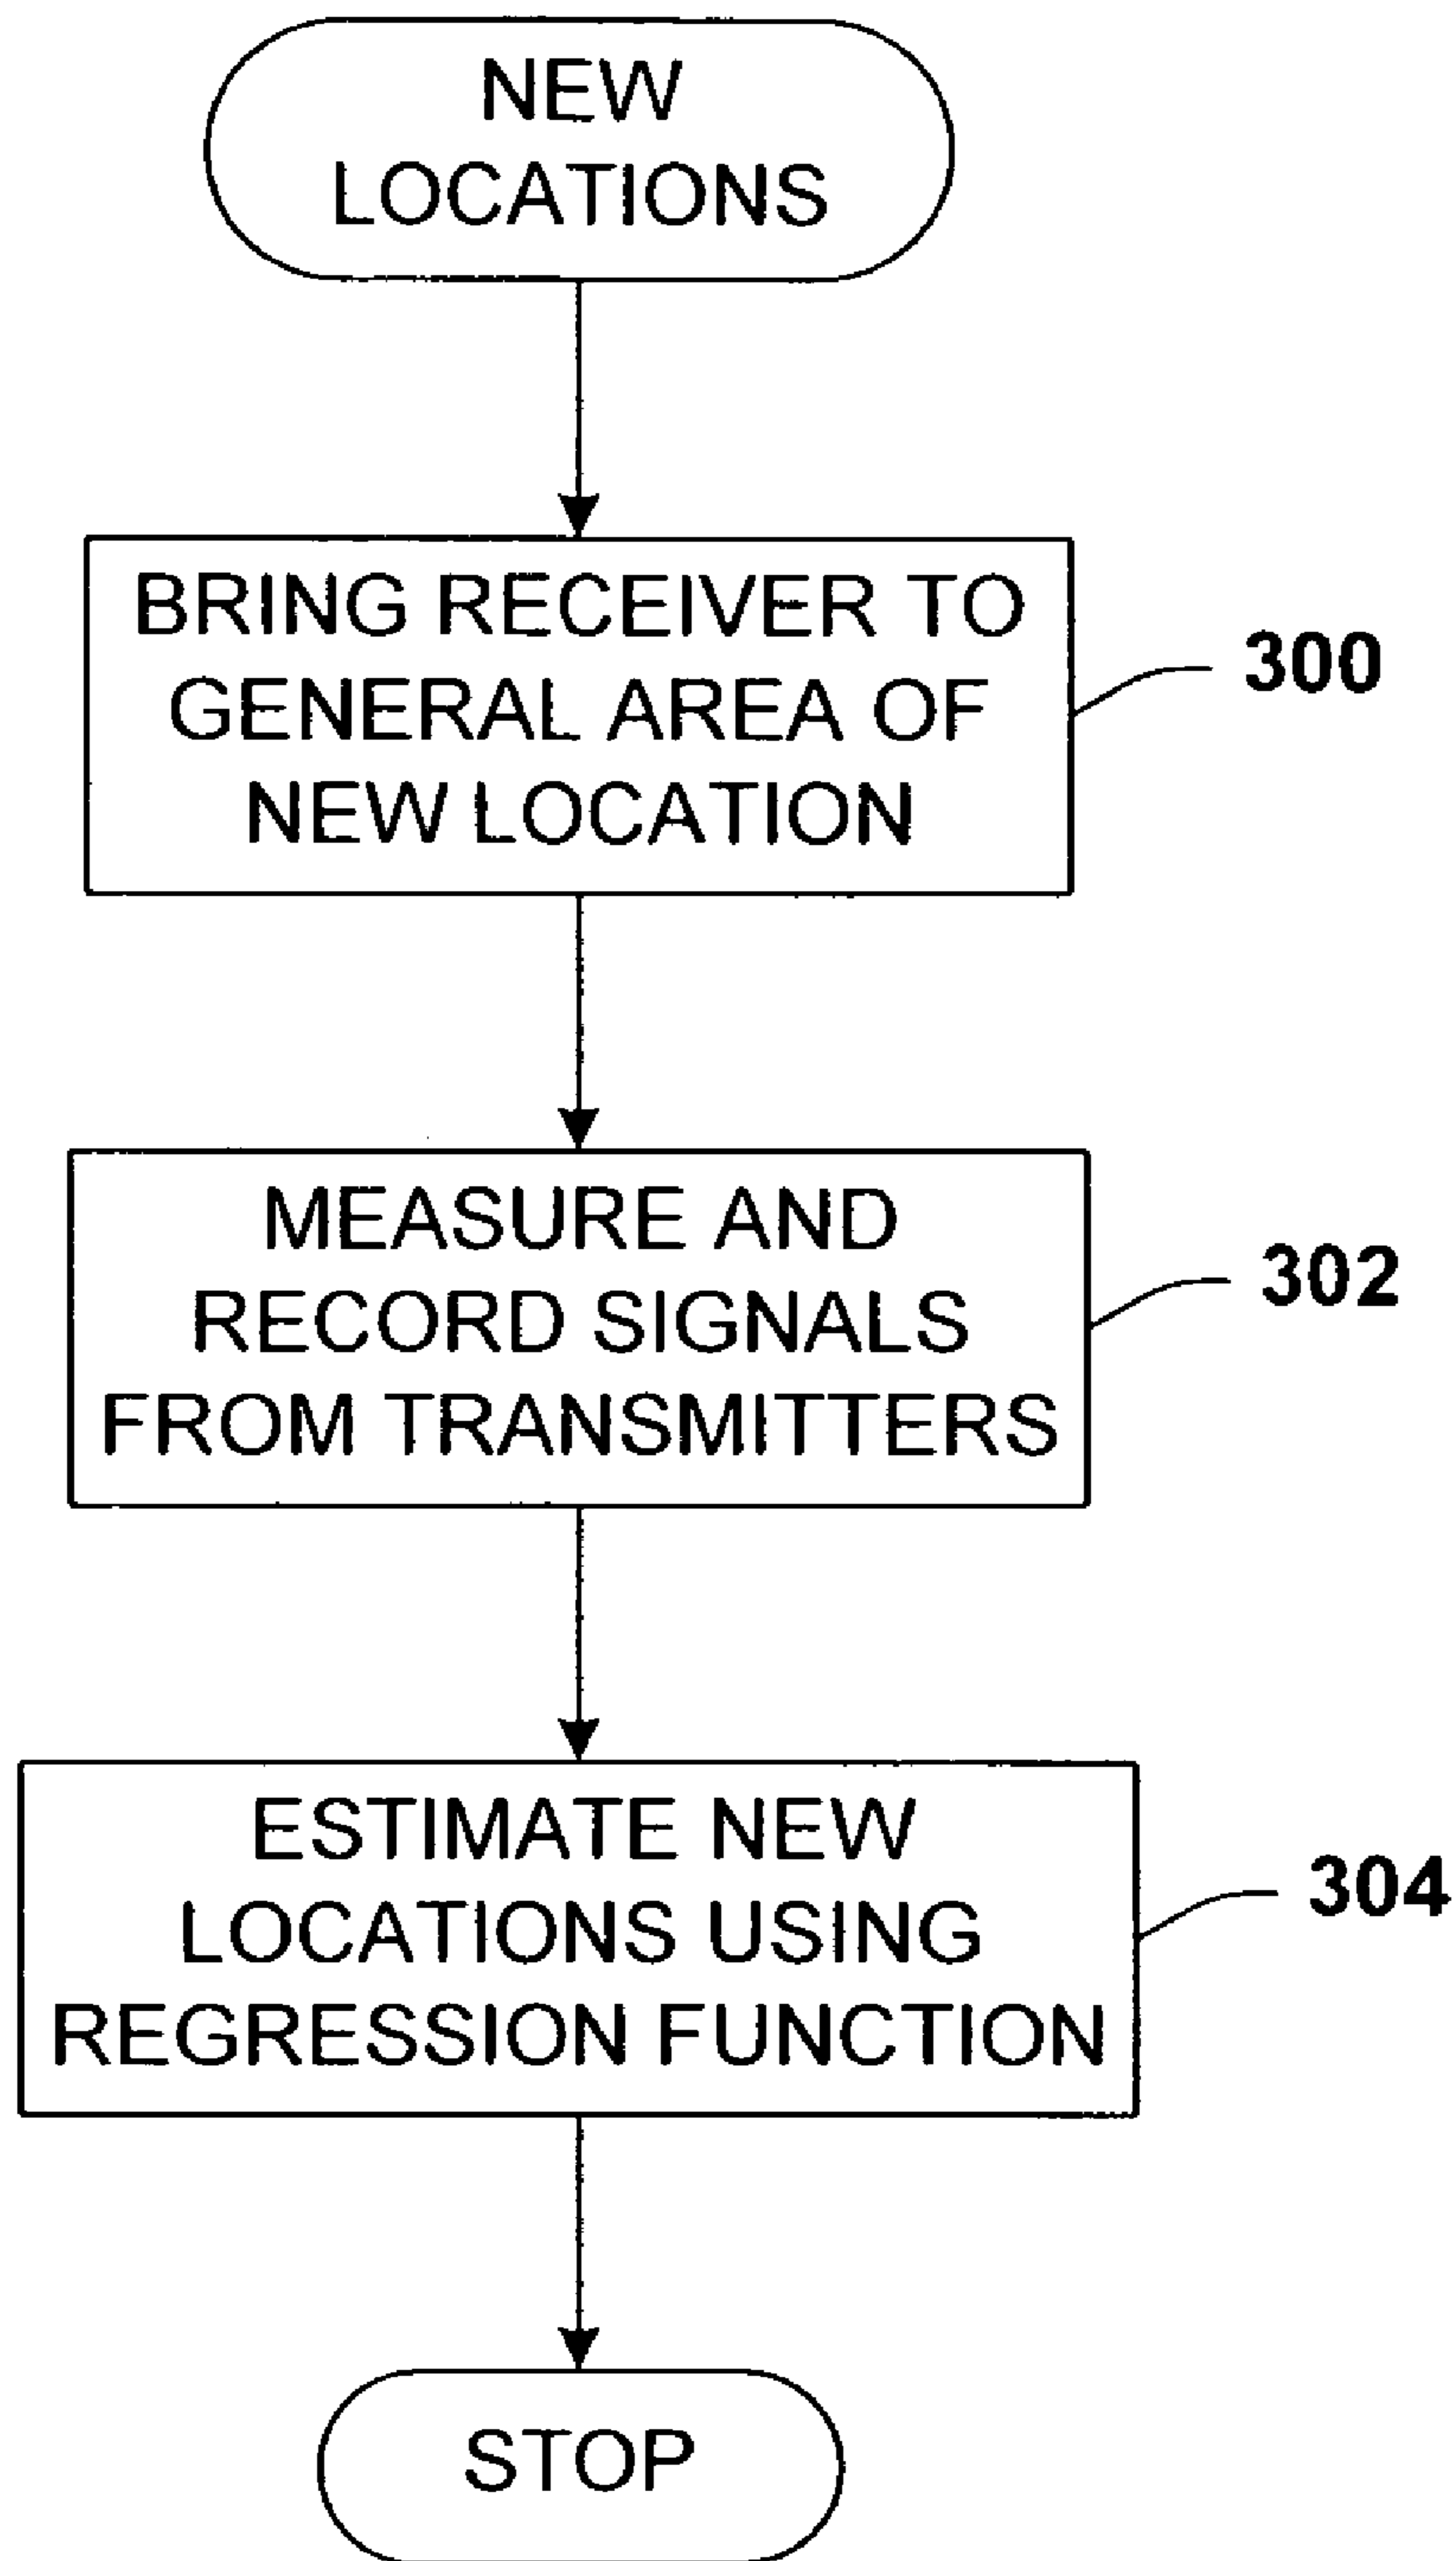 NEW
LOCATIONS
BRING RECEIVER TO
GENERAL AREA OF
NEW LOCATION
300
MEASURE AND
RECORD SIGNALS
FROM TRANSMITTERS
302
ESTIMATE NEW
LOCATIONS USING
REGRESSION FUNCTION
304
STOP